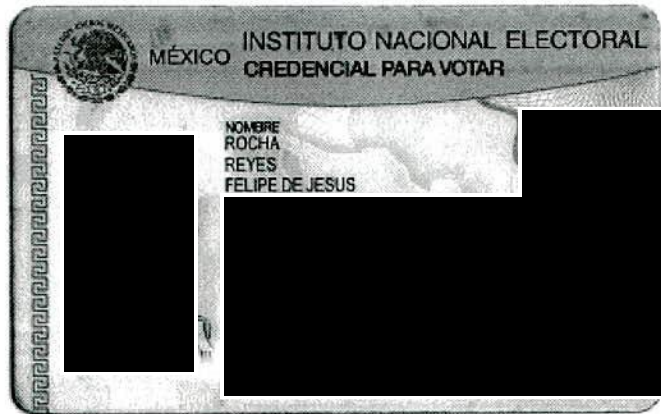 MÉXICO
INSTITUTO NACIONAL ELECTORAL
CREDENCIAL PARA VOTAR
NOMBRE
ROCHA
REYES
FELIPE DE JESUS